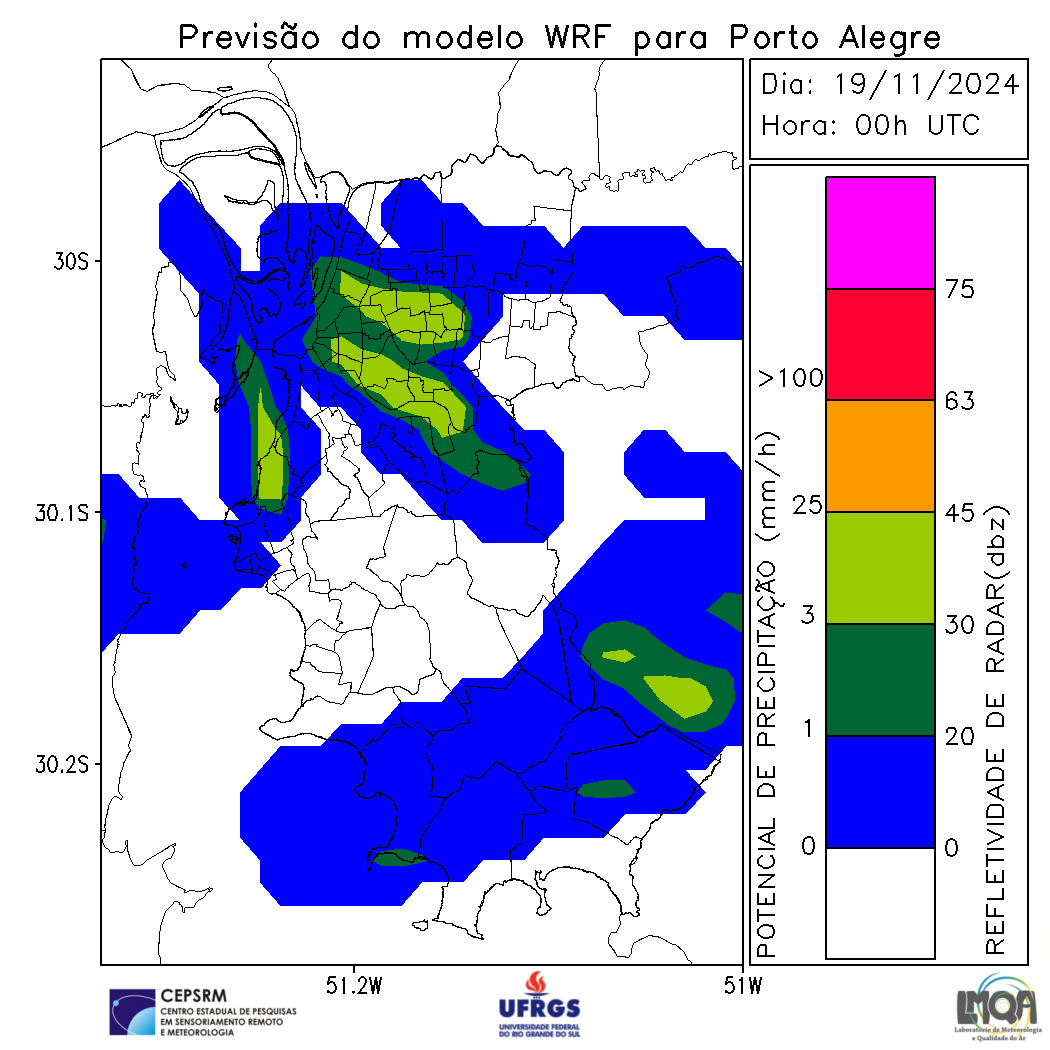 Previsão do modelo WRF para Porto Alegre
Dia: 19/11/2024
Hora: 00h UTC
30S
30.1S
30.2S
51.2W
51W
POTENCIAL DE PRECIPITAÇÃO (mm/h)
>100
25
3
1
0
75
63
45
30
20
0
REFLETIVIDADE DE RADAR(dbz)
CEPSRM
CENTRO ESTADUAL DE PESQUISAS
EM SENSORIAMENTO REMOTO
E METEOROLOGIA
UFRGS
UNIVERSIDADE FEDERAL
DO RIO GRANDE DO SUL
LMQA
Laboratório de Meteorologia
e Qualidade do Ar